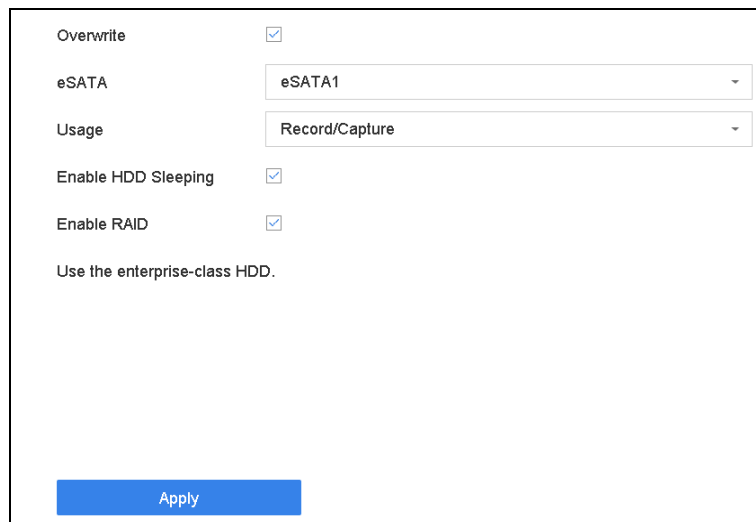 Overwrite
eSATA eSATA1
Usage Record/Capture
Enable HDD Sleeping
Enable RAID
Use the enterprise-class HDD.
Apply